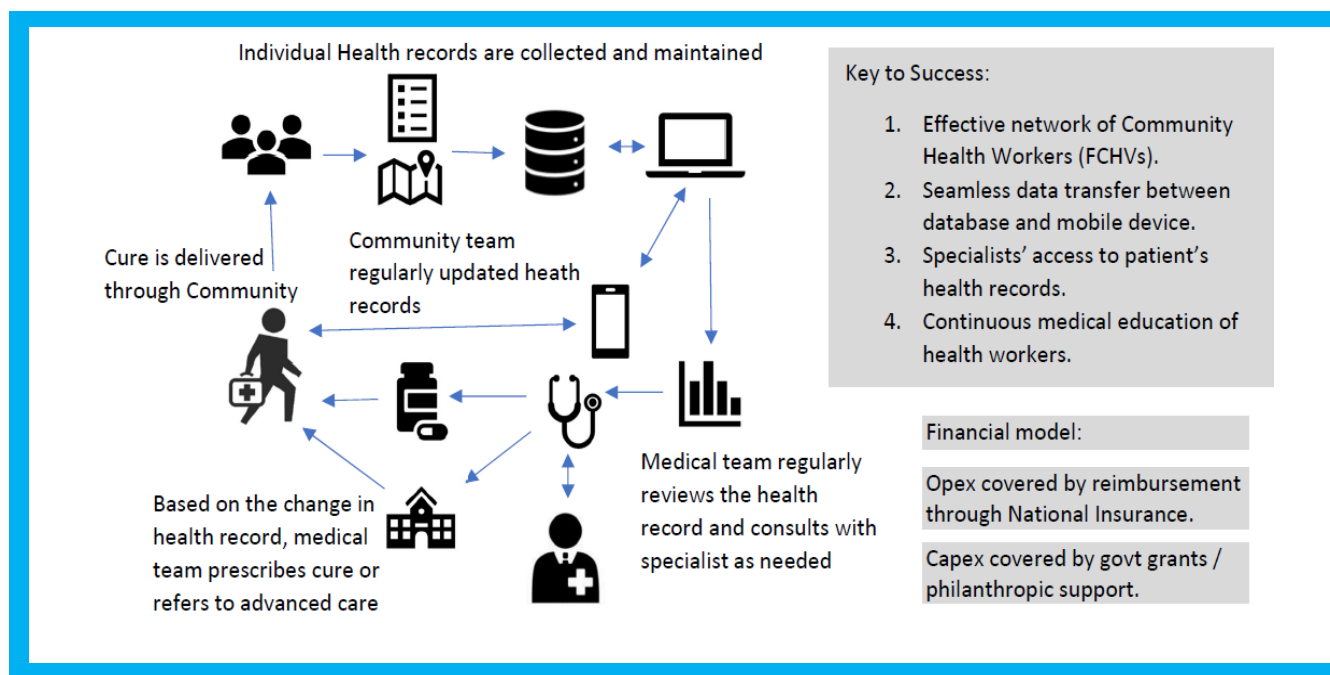 Individual Health records are collected and maintained
Cure is delivered
through Community
Community team
regularly updated heath
records
Based on the change in
health record, medical
team prescribes cure or
refers to advanced care
Medical team regularly
reviews the health
record and consults with
specialist as needed
Key to Success:
1. Effective network of Community
Health Workers (FCHVs).
2. Seamless data transfer between
database and mobile device.
3. Specialists’ access to patient’s
health records.
4. Continuous medical education of
health workers.
Financial model:
Opex covered by reimbursement
through National Insurance.
Capex covered by govt grants /
philanthropic support.